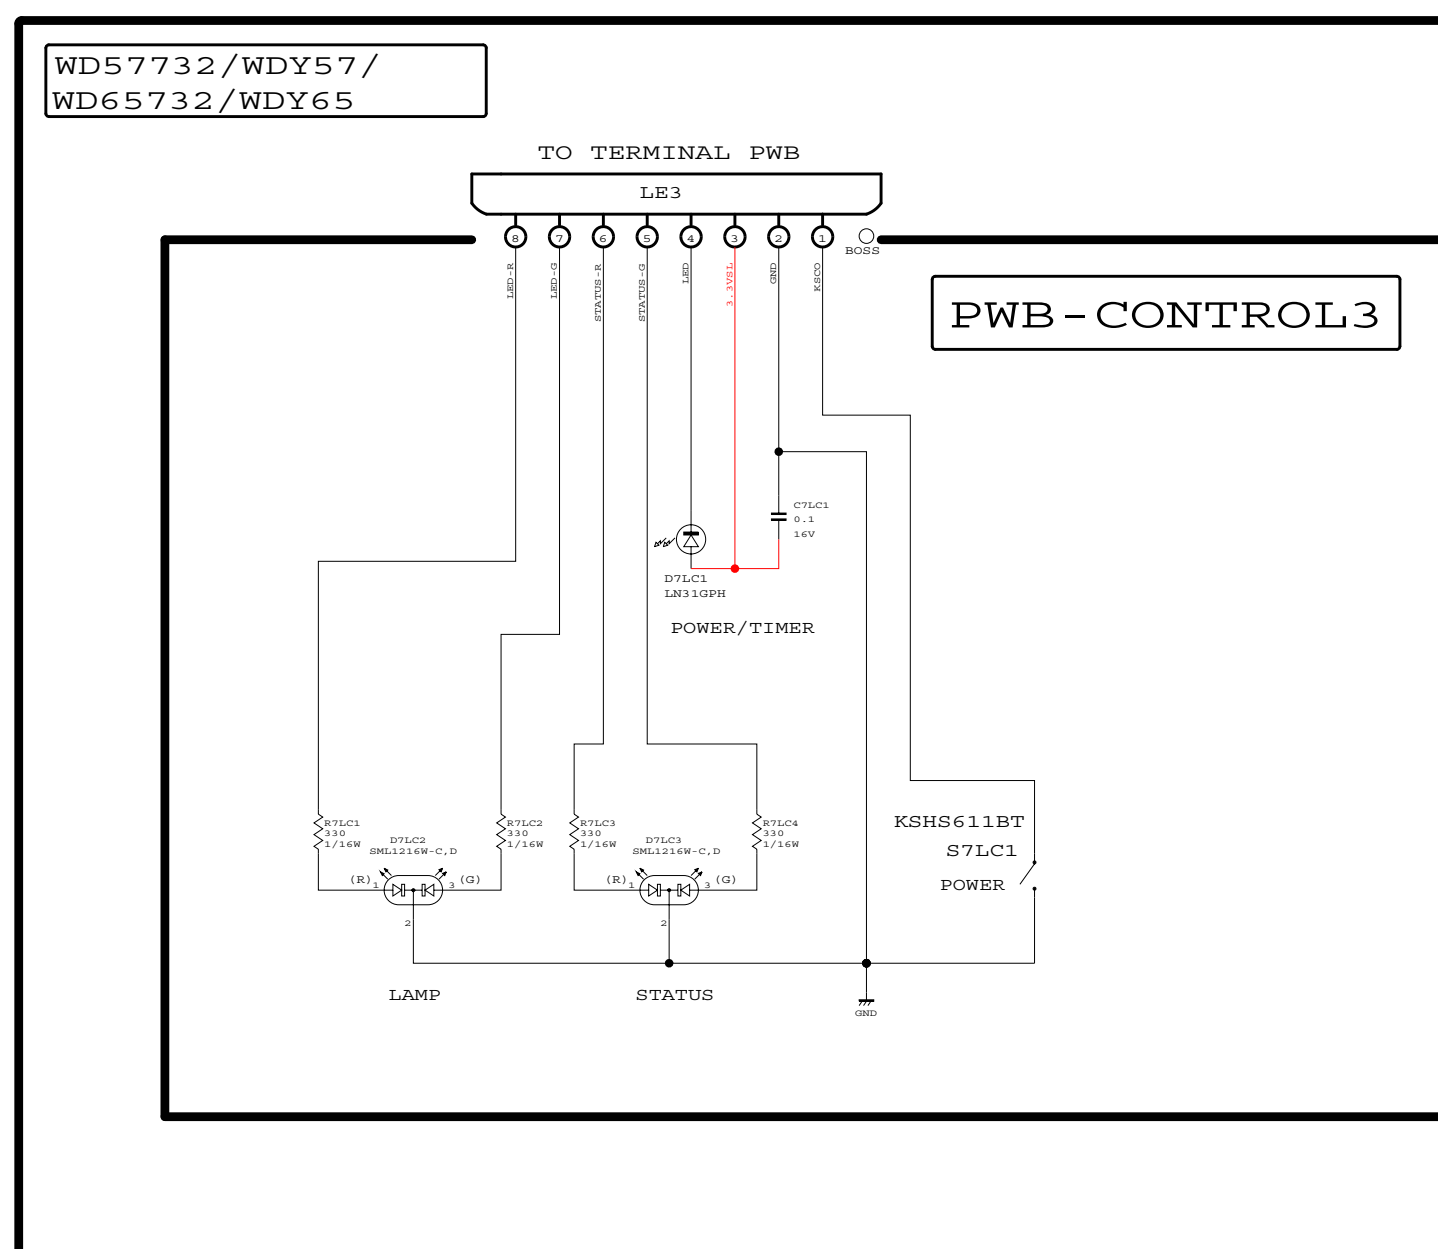 WD57732/WDY57/
WD65732/WDY65
TO TERMINAL PWB
LE3
8 7 6 5 4 3 2 1
BOSS
LED-R
LED-G
STATUS-R
STATUS-G
LED
3.3VSL
GND
KSCO
PWB-CONTROL3
C7LC1
0.1
16V
D7LC1
LN31GPH
POWER/TIMER
R7LC1
330
1/16W
D7LC2
SML1216W-C,D
(R) 1
3 (G)
2
R7LC2
330
1/16W
R7LC3
330
1/16W
D7LC3
SML1216W-C,D
(R) 1
3 (G)
2
R7LC4
330
1/16W
KSHS611BT
S7LC1
POWER
LAMP
STATUS
GND